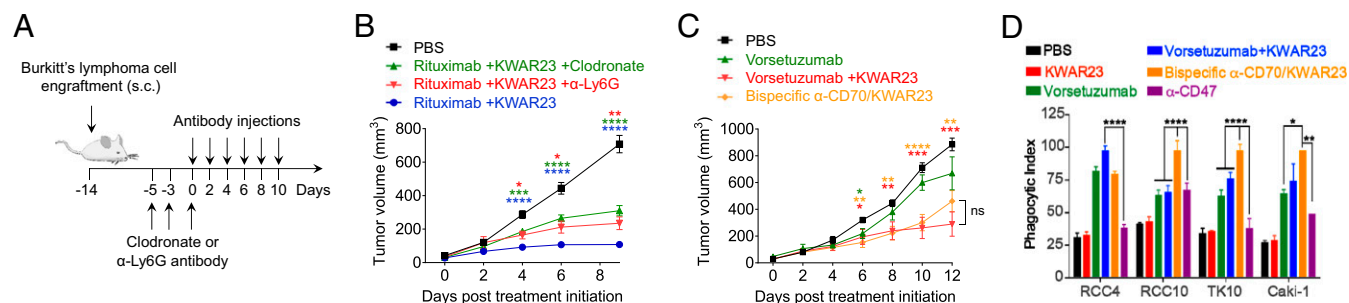 A
Burkitt's lymphoma cell
engraftment (s.c.)
Antibody injections
0 2 4 6 8 10 Days
-14 -5 -3
Clodronate or
α-Ly6G antibody
B
PBS
Rituximab +KWAR23 +Clodronate
Rituximab +KWAR23 +α-Ly6G
Rituximab +KWAR23
Tumor volume (mm3)
800
600
400
200
0
*
***
****
*
****
****
**
****
****
0 2 4 6 8
Days post treatment initiation
C
PBS
Vorsetuzumab
Vorsetuzumab +KWAR23
Bispecific α-CD70/KWAR23
Tumor volume (mm3)
1000
800
600
400
200
0
*
**
*
**
**
****
***
**
***
ns
0 2 4 6 8 10 12
Days post treatment initiation
D
PBS
KWAR23
Vorsetuzumab
Vorsetuzumab+KWAR23
Bispecific α-CD70/KWAR23
α-CD47
Phagocytic Index
125
100
75
50
25
0
**** **** **** * **
RCC4 RCC10 TK10 Caki-1